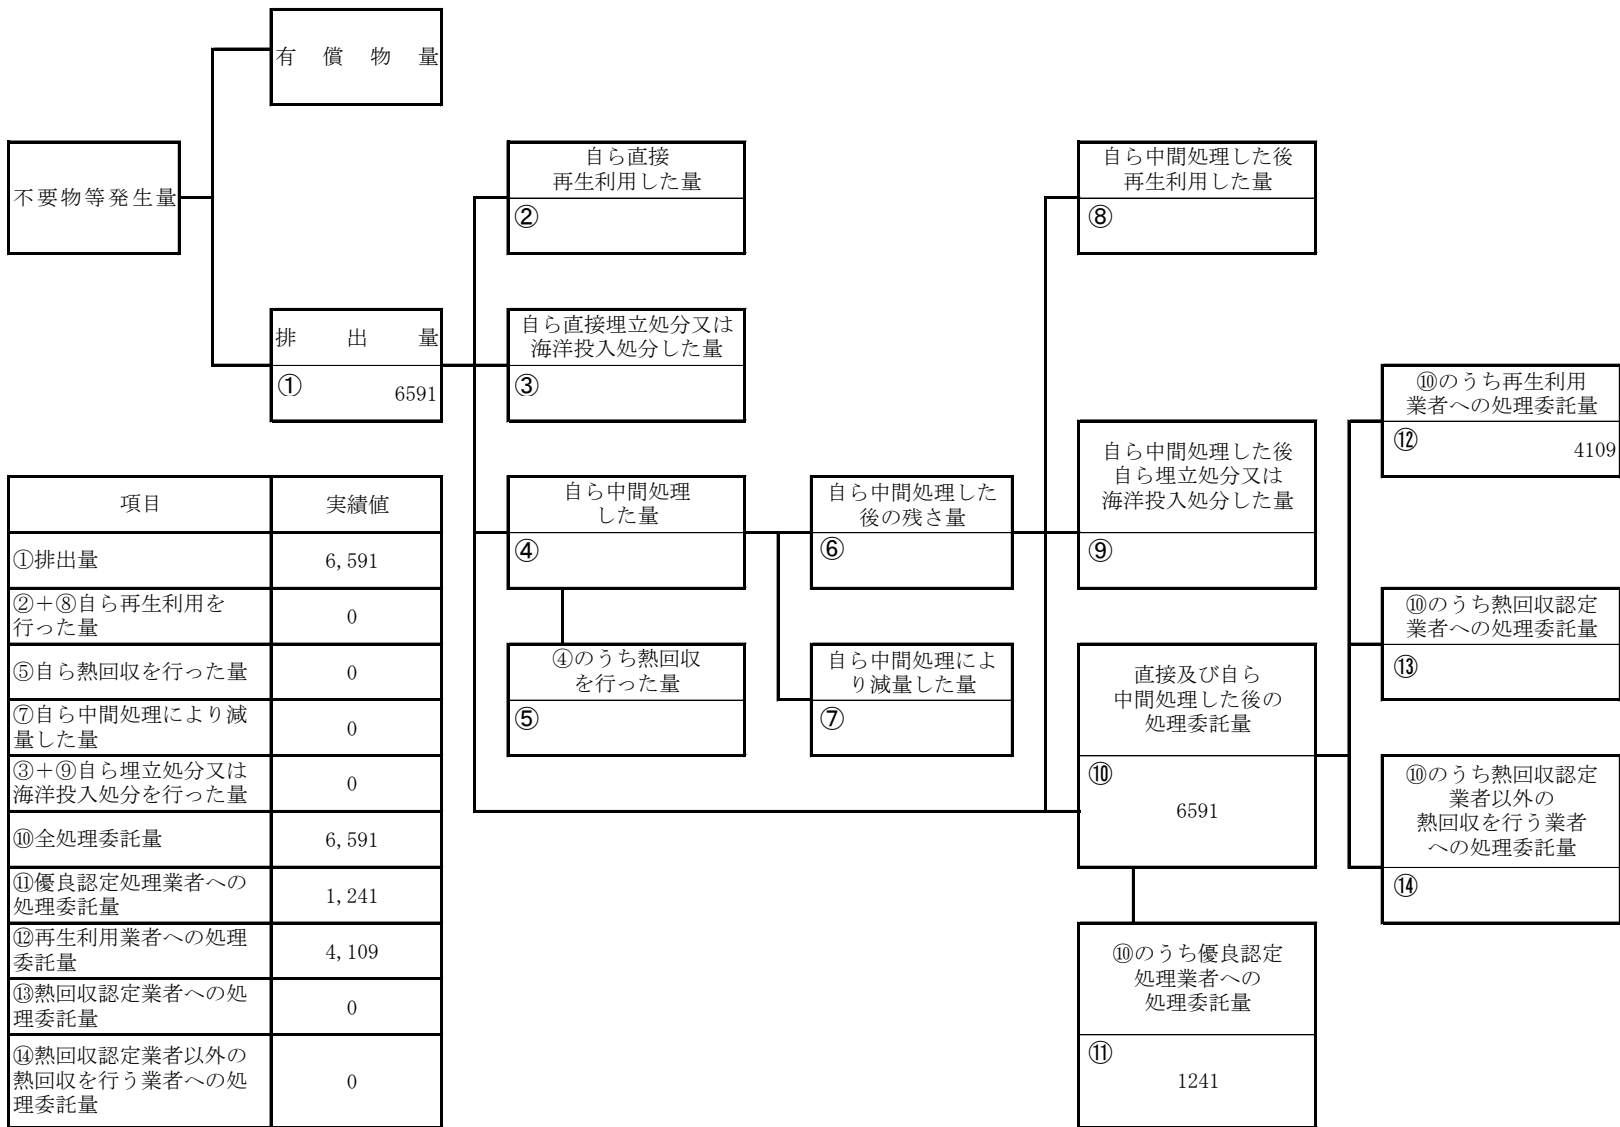 有償物量
不要物等発生量
排出量
①
6591
自ら直接
再生利用した量
②
自ら直接埋立処分又は
海洋投入処分した量
③
自ら中間処理
した量
④
④のうち熱回収
を行った量
⑤
自ら中間処理した
後の残さ量
⑥
自ら中間処理によ
り減量した量
⑦
自ら中間処理した後
再生利用した量
⑧
自ら中間処理した後
自ら埋立処分又は
海洋投入処分した量
⑨
直接及び自ら
中間処理した後の
処理委託量
⑩
6591
⑩のうち優良認定
処理業者への
処理委託量
⑪
1241
⑩のうち再生利用
業者への処理委託量
⑫
4109
⑩のうち熱回収認定
業者への処理委託量
⑬
⑩のうち熱回収認定
業者以外の
熱回収を行う業者
への処理委託量
⑭
項目 実績値
①排出量 6,591
②+⑧自ら再生利用を
行った量 0
⑤自ら熱回収を行った量 0
⑦自ら中間処理により減
量した量 0
③+⑨自ら埋立処分又は
海洋投入処分を行った量 0
⑩全処理委託量 6,591
⑪優良認定処理業者への
処理委託量 1,241
⑫再生利用業者への処理
委託量 4,109
⑬熱回収認定業者への処
理委託量 0
⑭熱回収認定業者以外の
熱回収を行う業者への処
理委託量 0